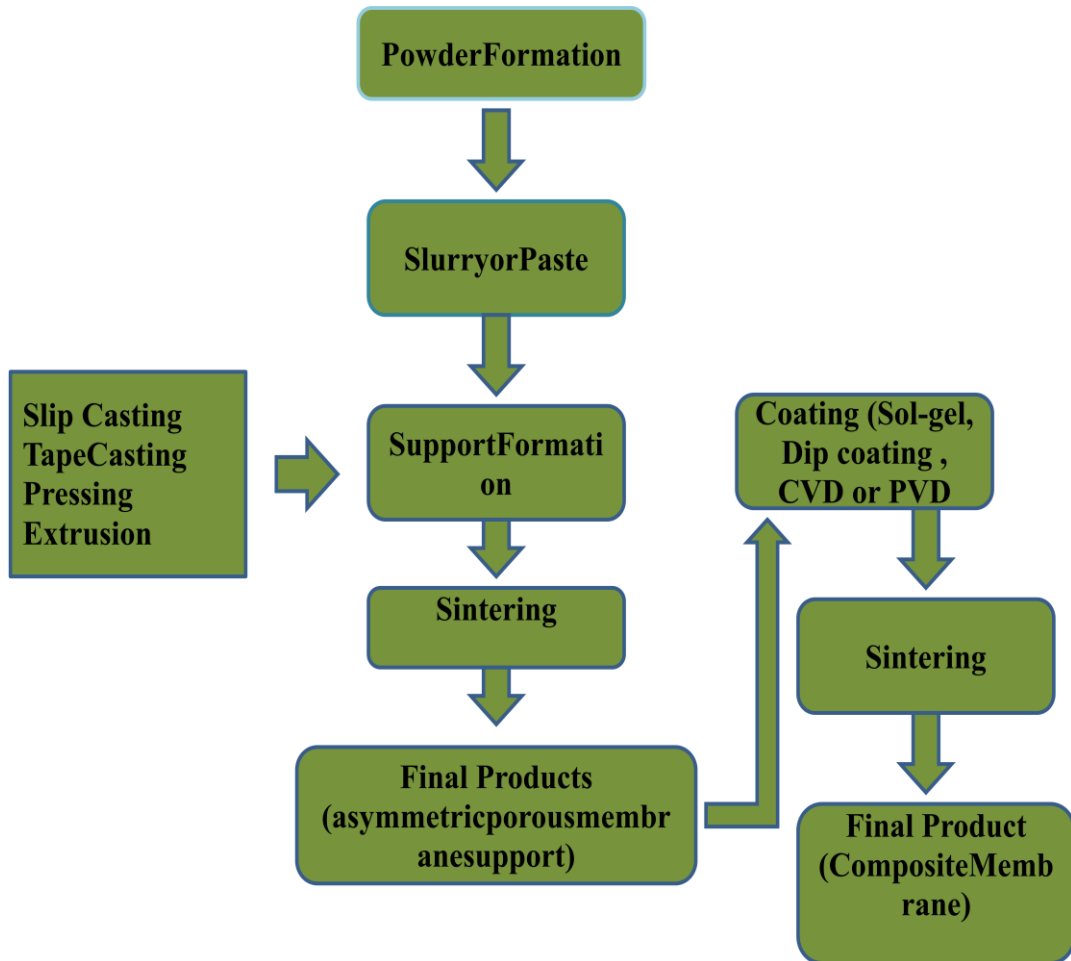 PowderFormation
SlurryorPaste
Slip Casting
TapeCasting
Pressing
Extrusion
SupportFormati
on
Sintering
Final Products
(asymmetricporousmembr
anesupport)
Coating (Sol-gel,
Dip coating ,
CVD or PVD
Sintering
Final Product
(CompositeMemb
rane)